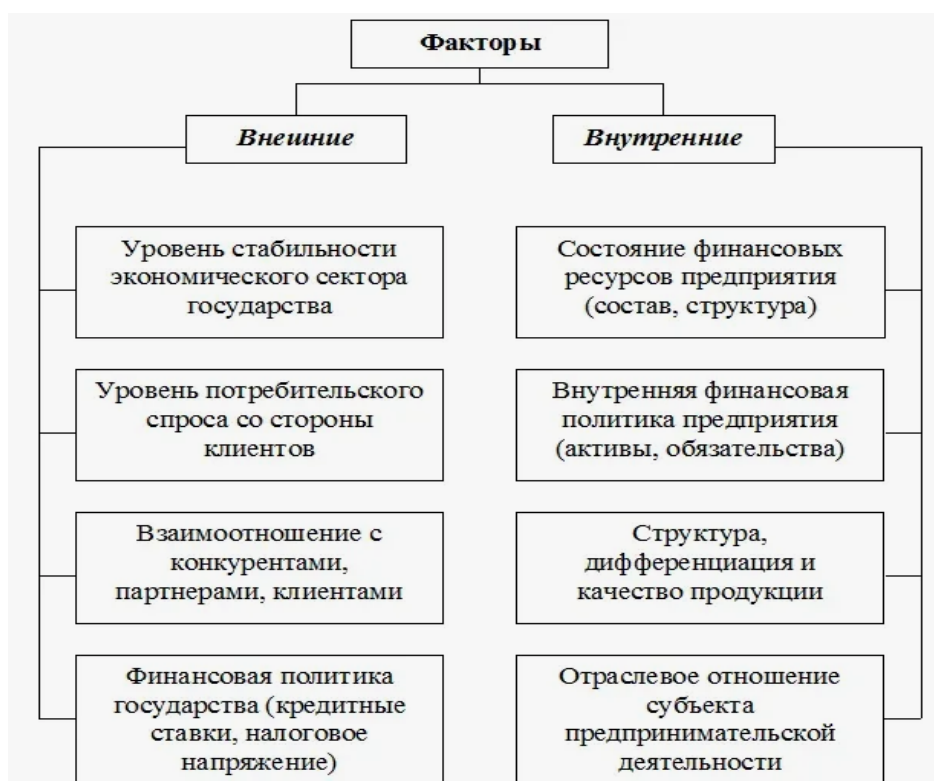 Факторы
Внешние
Внутренние
Уровень стабильности
экономического сектора
государства
Состояние финансовых
ресурсов предприятия
(состав, структура)
Уровень потребительского
спроса со стороны
клиентов
Внутренняя финансовая
политика предприятия
(активы, обязательства)
Взаимоотношение с
конкурентами,
партнерами, клиентами
Структура,
дифференциация и
качество продукции
Финансовая политика
государства (кредитные
ставки, налоговое
напряжение)
Отраслевое отношение
субъекта
предпринимательской
деятельности